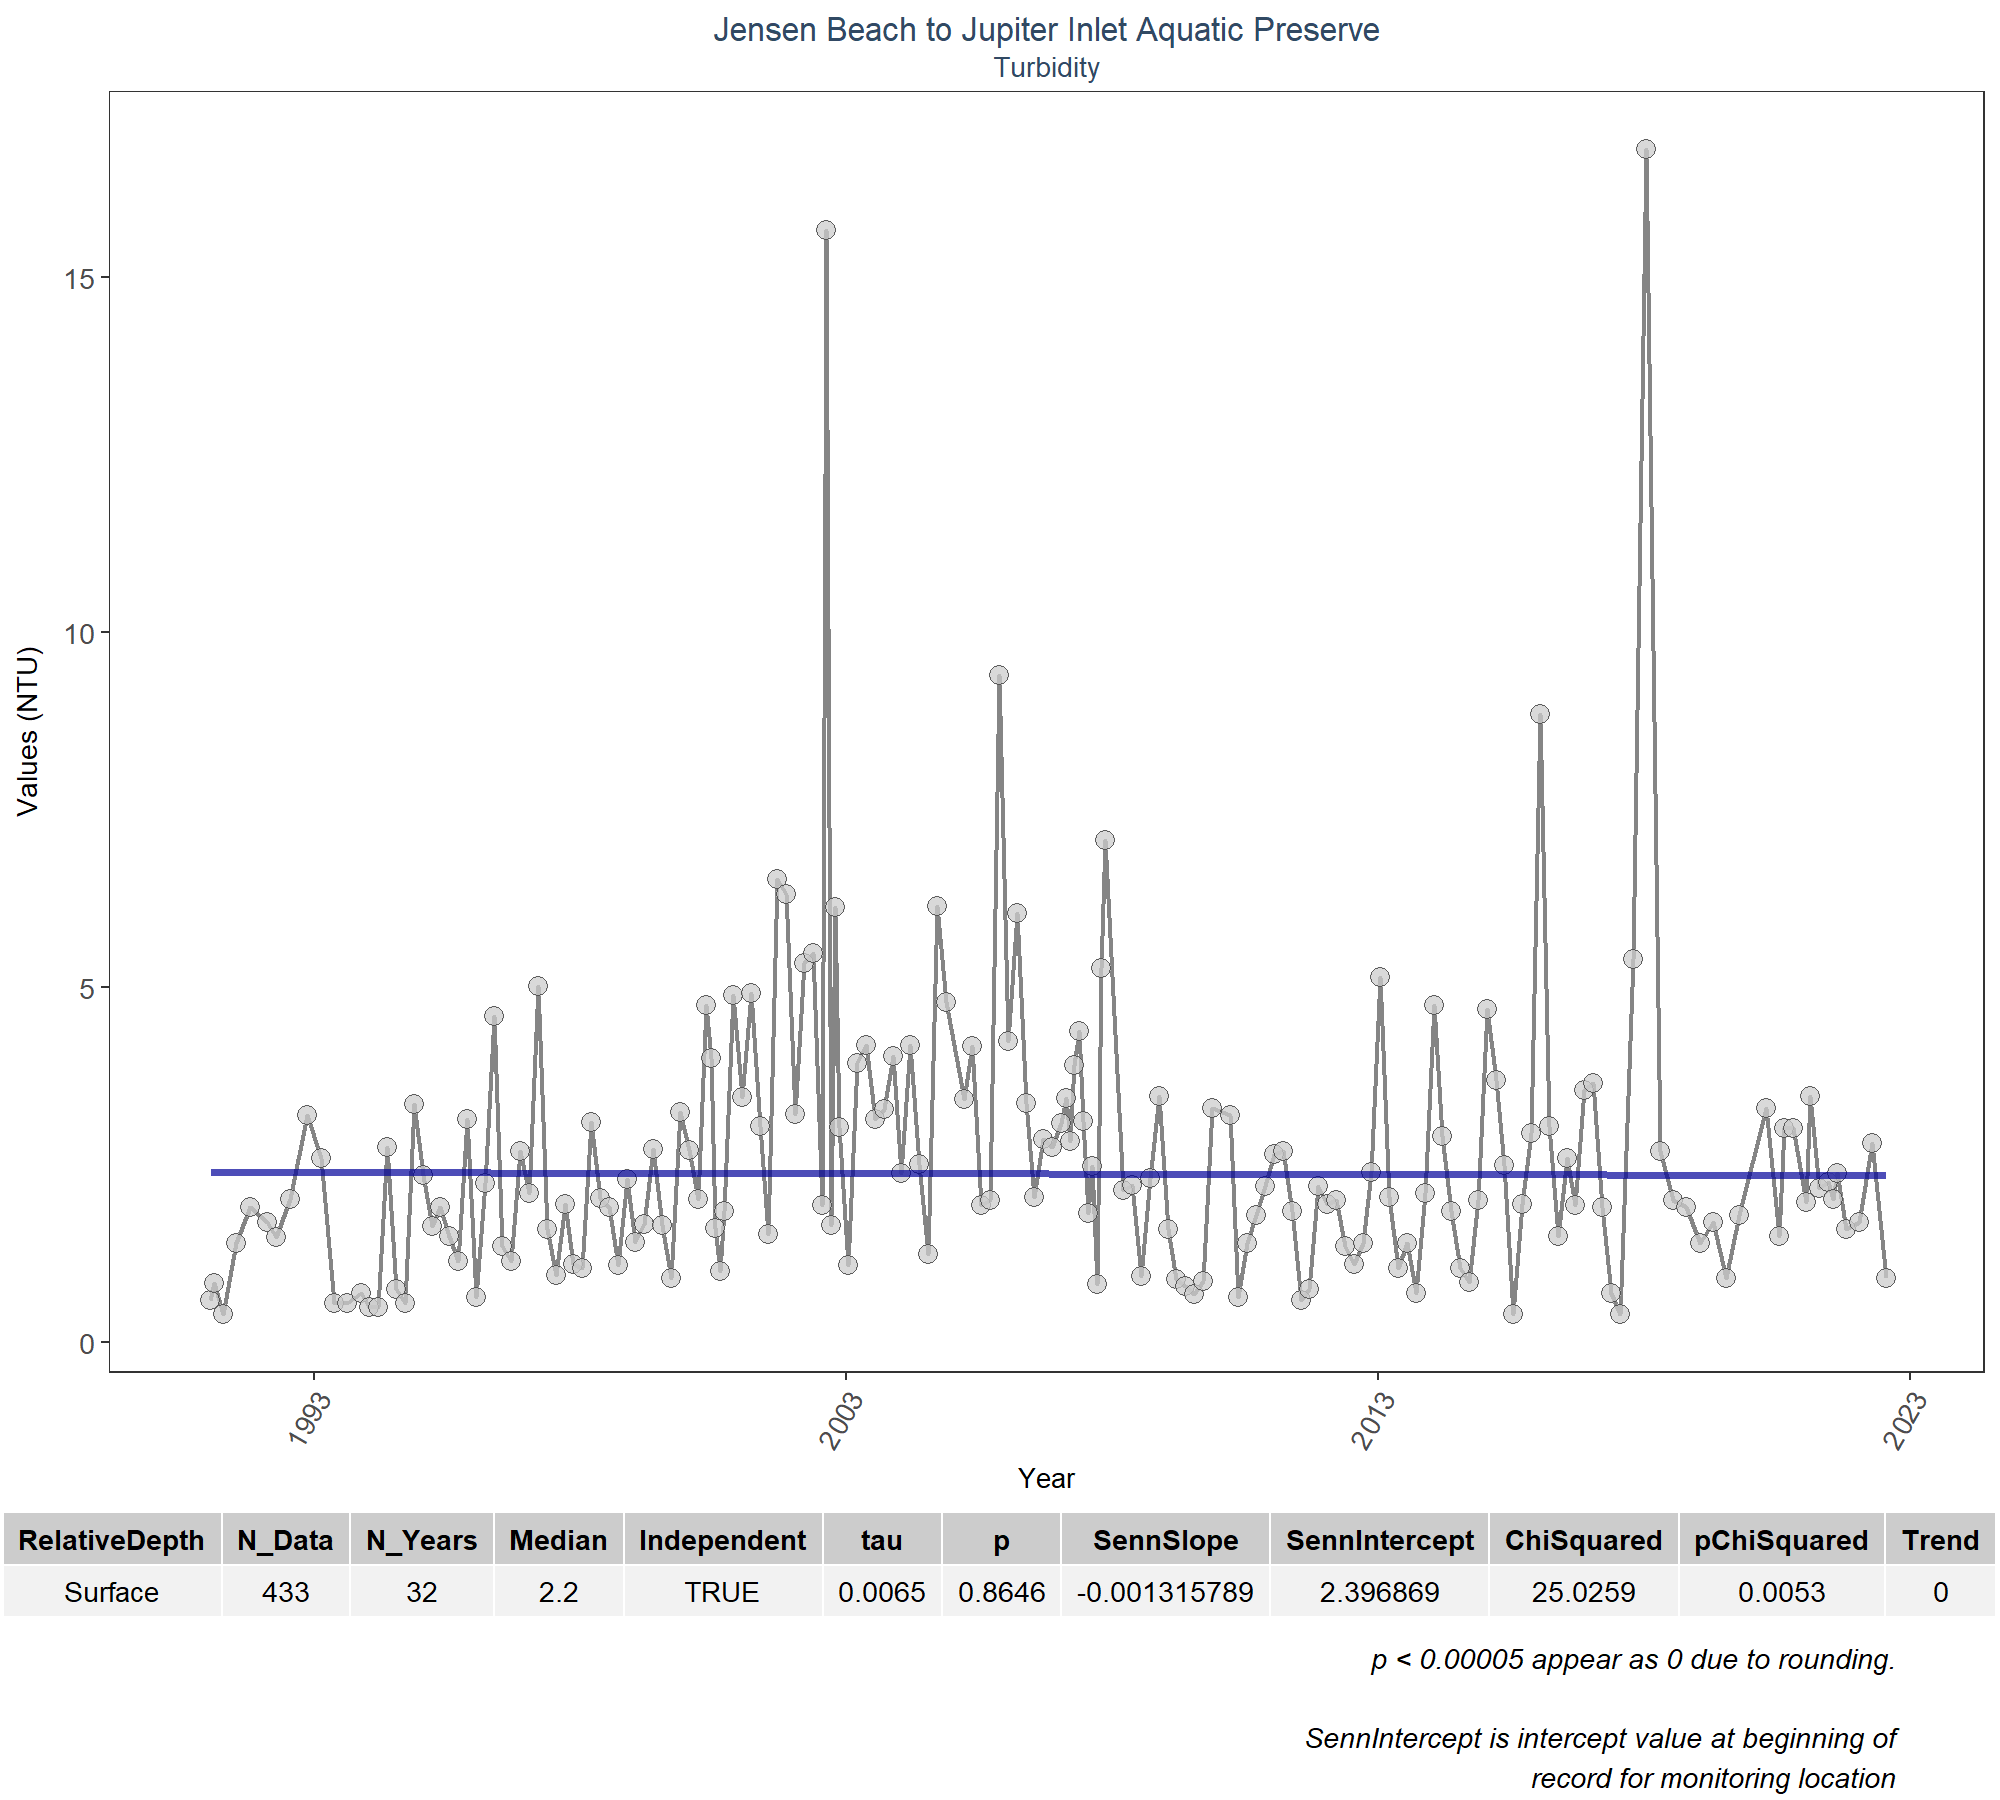 Jensen Beach to Jupiter Inlet Aquatic Preserve
Turbidity
Values (NTU)
15
10
5
0
1993 2003 2013 2023
Year
RelativeDepth N_Data N_Years Median Independent tau p SennSlope SennIntercept ChiSquared pChiSquared Trend
Surface 433 32 2.2 TRUE 0.0065 0.8646 -0.001315789 2.396869 25.0259 0.0053 0
p < 0.00005 appear as 0 due to rounding.
SennIntercept is intercept value at beginning of
record for monitoring location